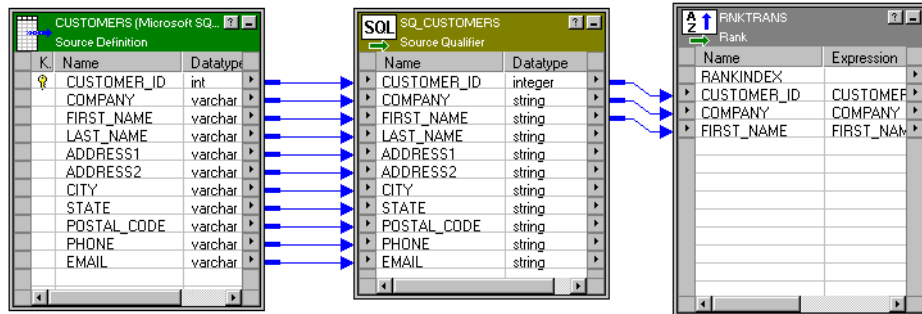 CUSTOMERS (Microsoft SQ...
Source Definition
K. Name Datatype
CUSTOMER_ID int
COMPANY varchar
FIRST_NAME varchar
LAST_NAME varchar
ADDRESS1 varchar
ADDRESS2 varchar
CITY varchar
STATE varchar
POSTAL_CODE varchar
PHONE varchar
EMAIL varchar
SQL SQ_CUSTOMERS
Source Qualifier
Name Datatype
CUSTOMER_ID integer
COMPANY string
FIRST_NAME string
LAST_NAME string
ADDRESS1 string
ADDRESS2 string
CITY string
STATE string
POSTAL_CODE string
PHONE string
EMAIL string
A Z RNKTRANS
Rank
Name Expression
RANKINDEX
CUSTOMER_ID CUSTOMER
COMPANY COMPANY
FIRST_NAME FIRST_NAM